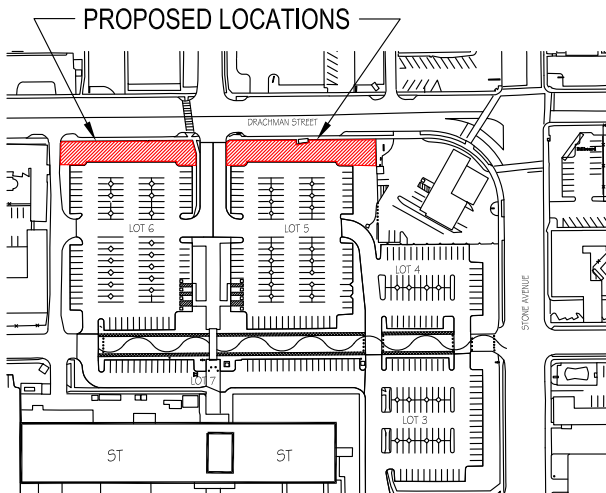 PROPOSED LOCATIONS
DRACHMAN STREET
LOT 6
LOT 5
LOT 4
STONE AVENUE
LOT 7
LOT 3
ST
ST